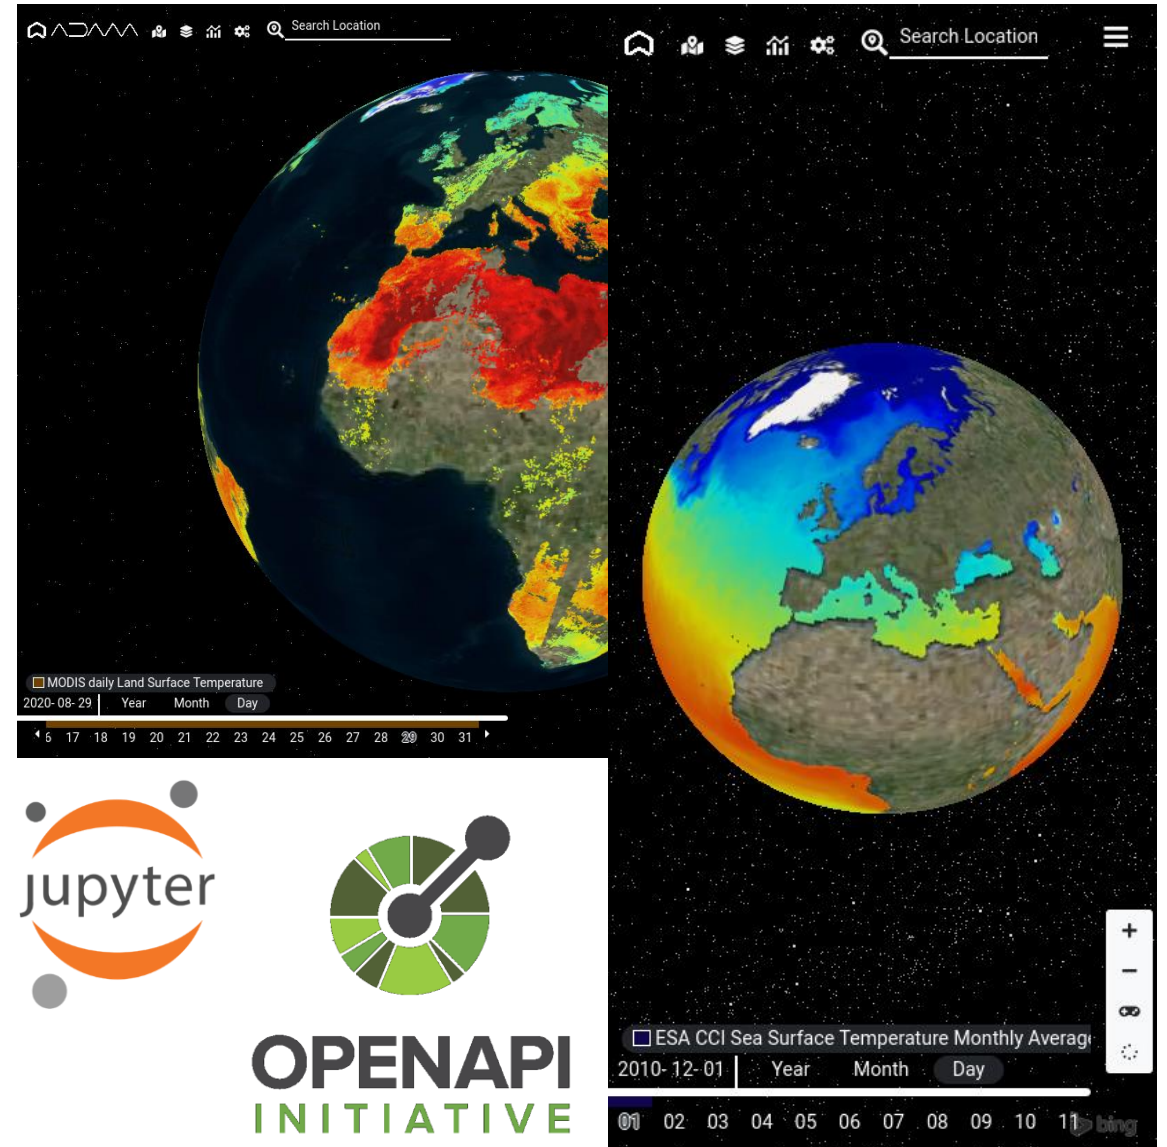 ADAM
Search Location
MODIS daily Land Surface Temperature
2020-08-29 Year Month Day
6 17 18 19 20 21 22 23 24 25 26 27 28 29 30 31
Search Location
ESA CCI Sea Surface Temperature Monthly Average
2010-12-01 Year Month Day
01 02 03 04 05 06 07 08 09 10 11
bing
jupyter
OPENAPI
INITIATIVE